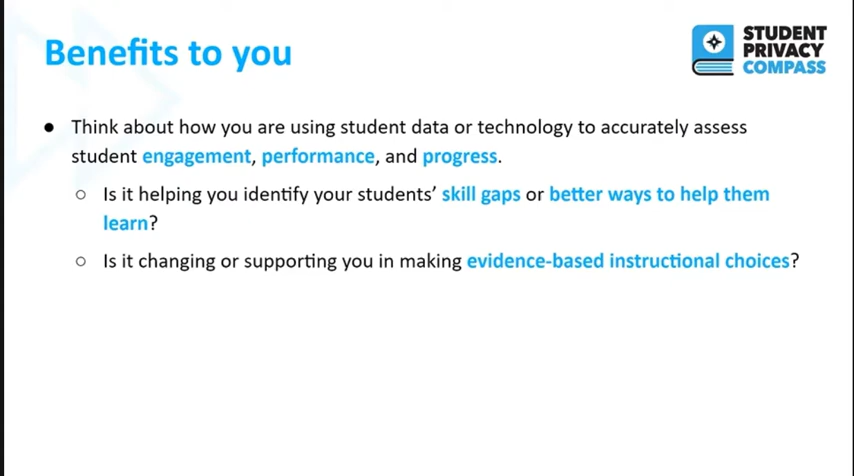 Benefits to you
STUDENT
PRIVACY
COMPASS
● Think about how you are using student data or technology to accurately assess
student engagement, performance, and progress.
○ Is it helping you identify your students’ skill gaps or better ways to help them
learn?
○ Is it changing or supporting you in making evidence-based instructional choices?